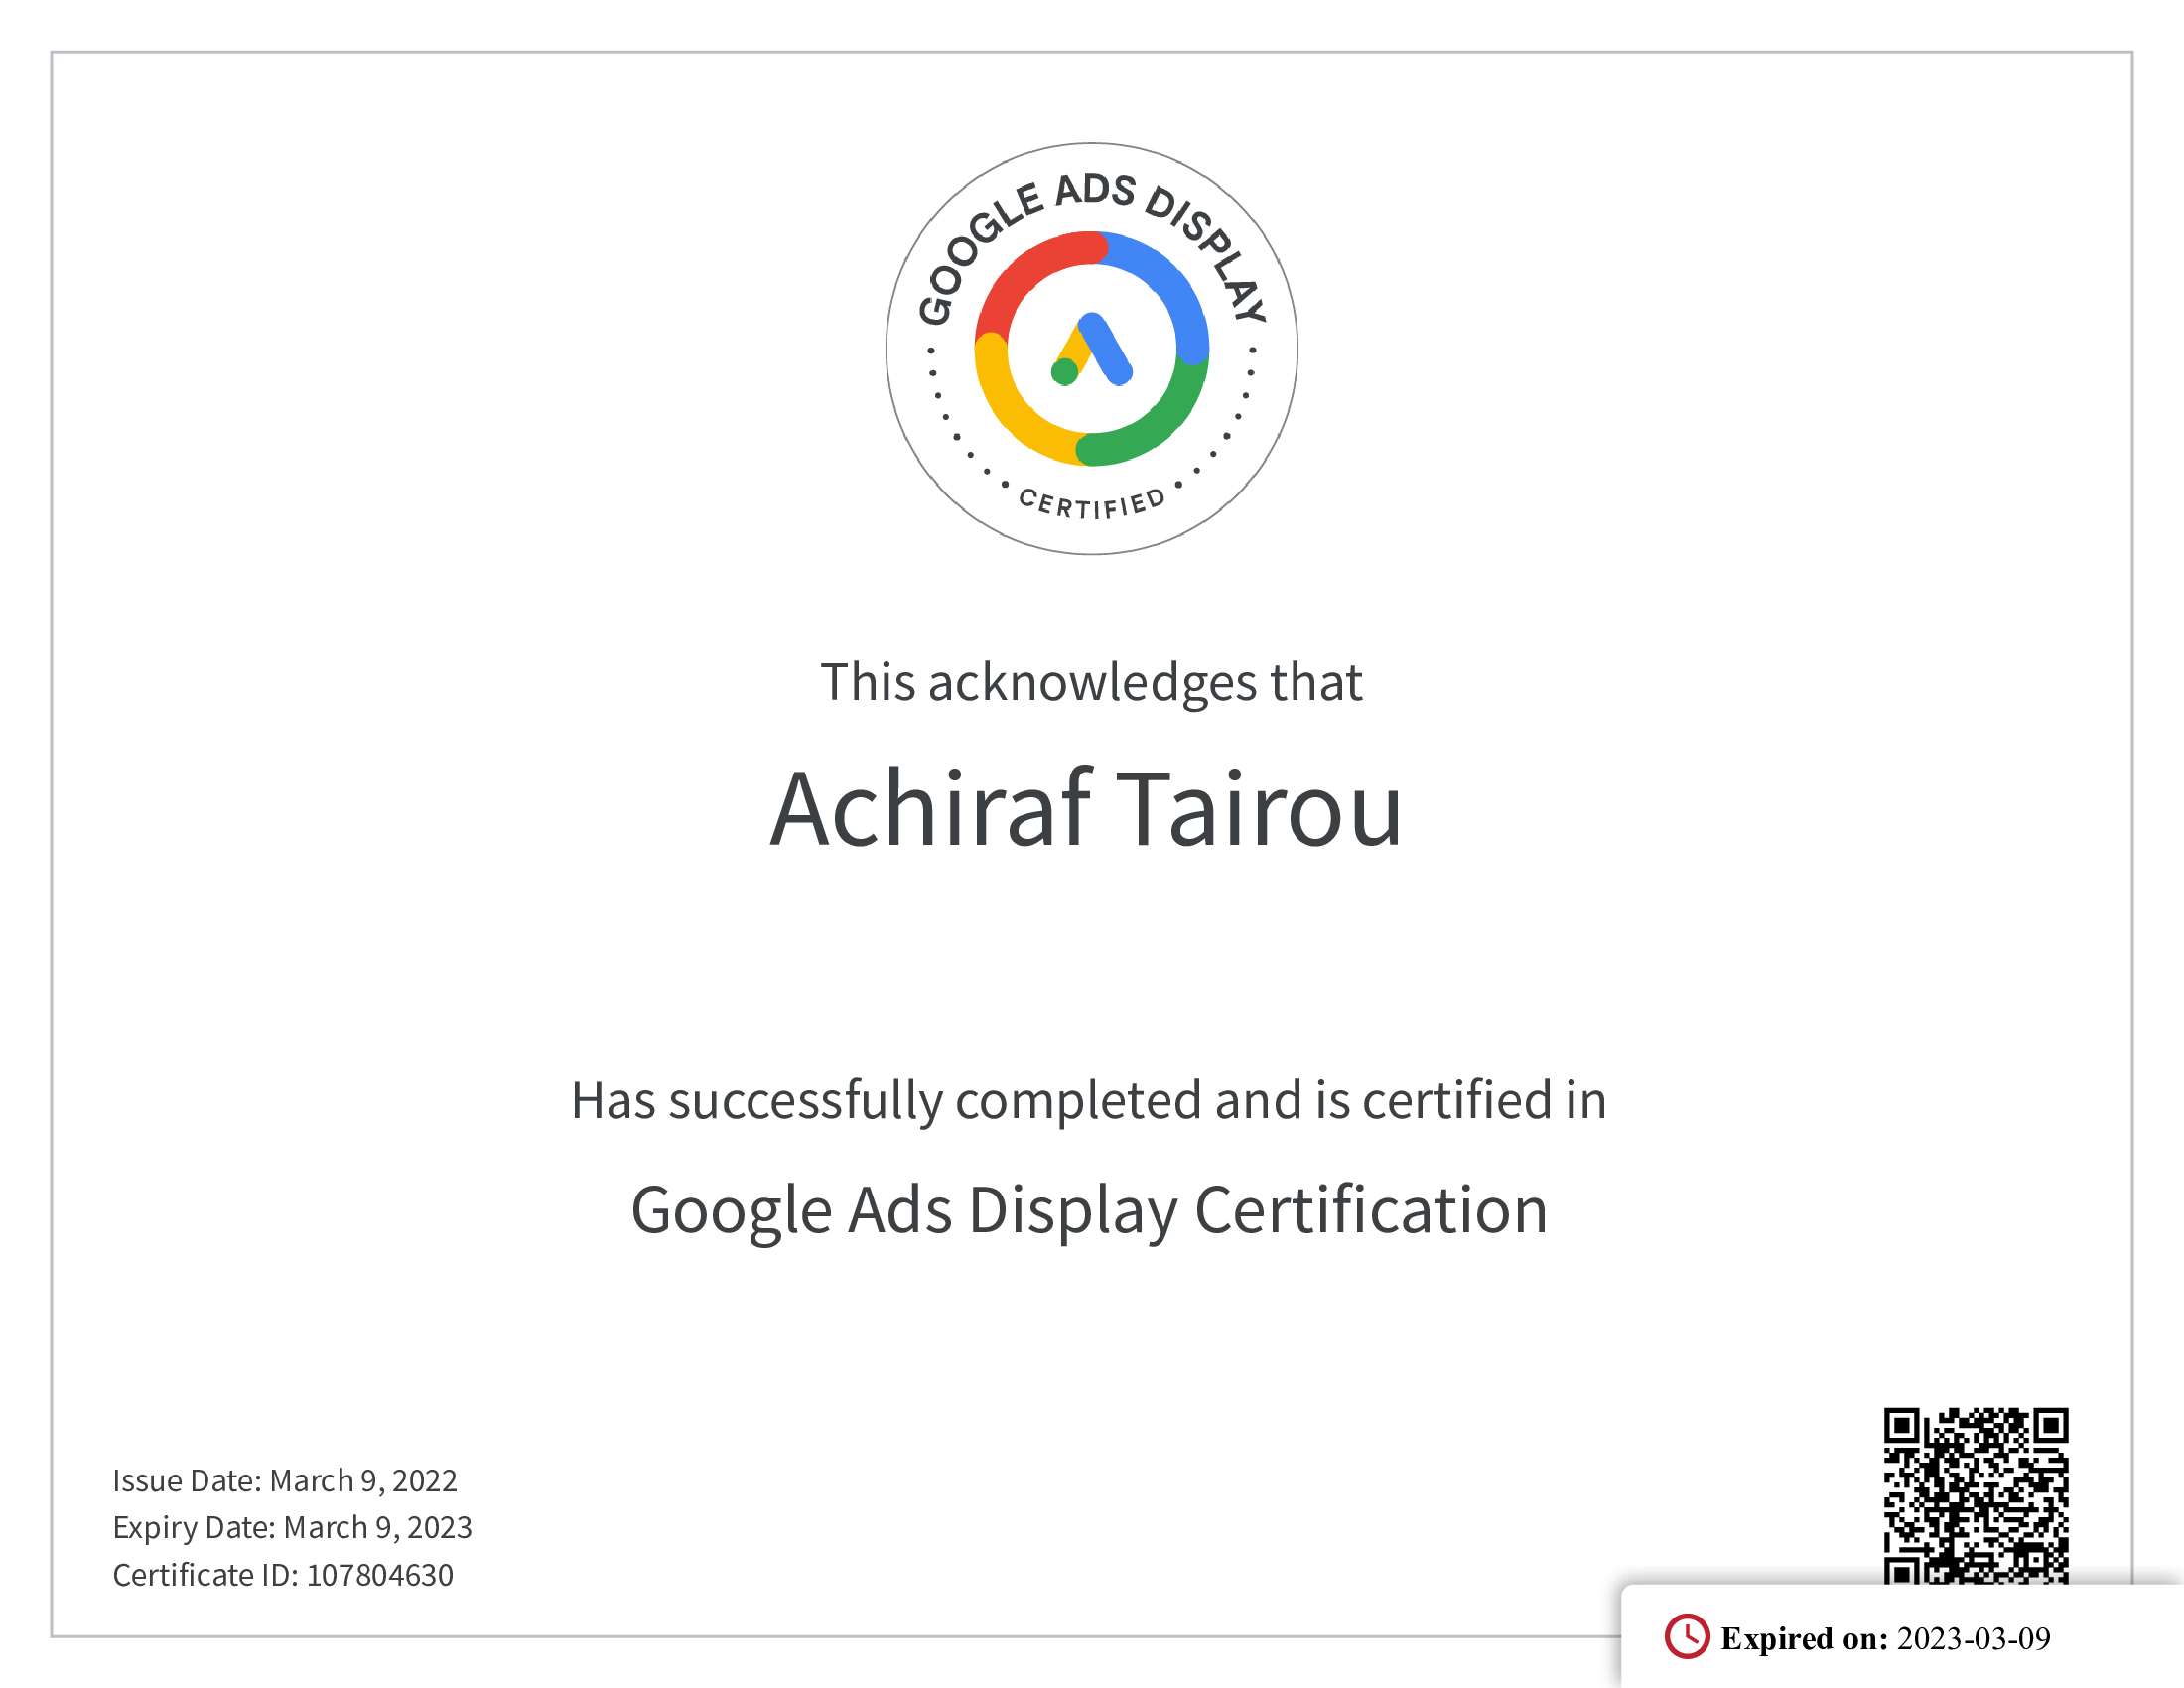 GOOGLE ADS DISPLAY
CERTIFIED
This acknowledges that
Achiraf Tairou
Has successfully completed and is certified in
Google Ads Display Certification
Issue Date: March 9, 2022
Expiry Date: March 9, 2023
Certificate ID: 107804630
Expired on: 2023-03-09